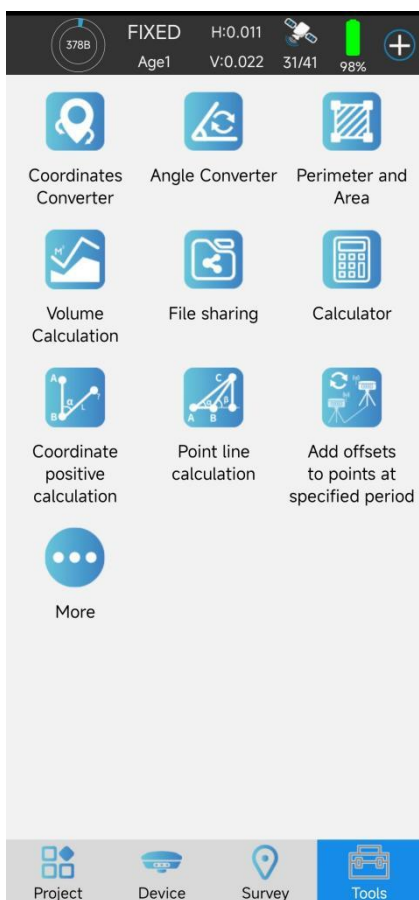 378B
FIXED
H:0.011
Age1
V:0.022
31/41
98%
Coordinates
Converter
Angle Converter
Perimeter and
Area
Volume
Calculation
File sharing
Calculator
Coordinate
positive
calculation
Point line
calculation
Add offsets
to points at
specified period
More
Project
Device
Survey
Tools